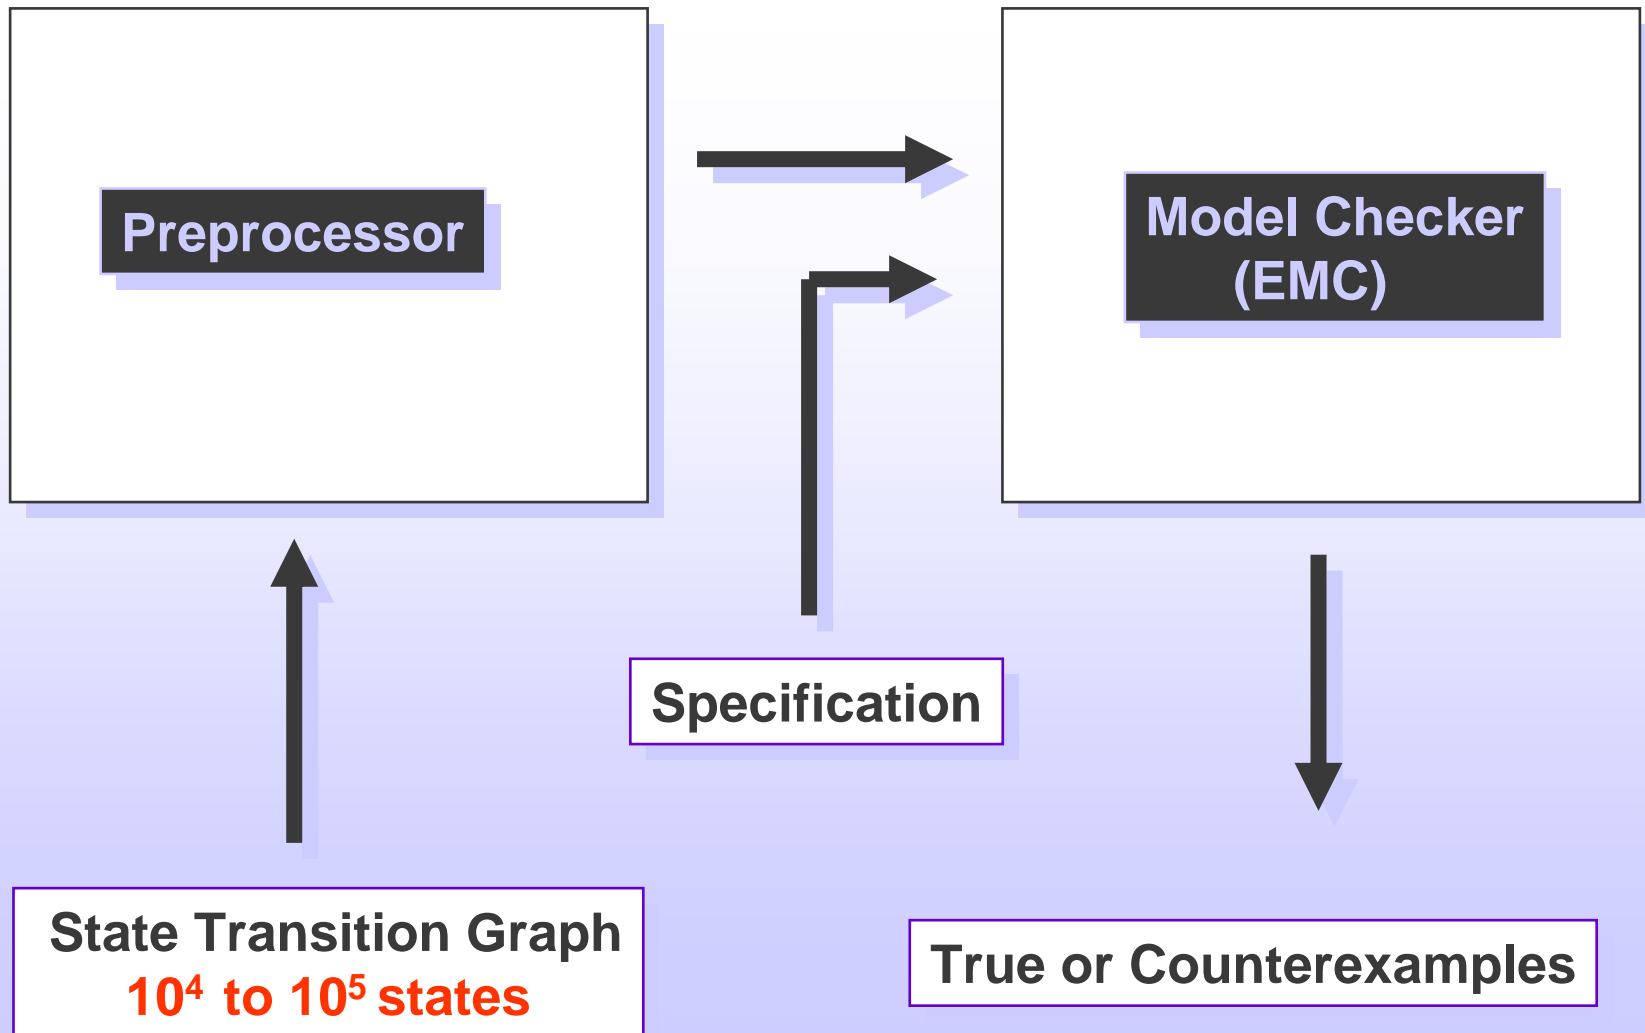 Preprocessor
Model Checker
(EMC)
Specification
State Transition Graph
10⁴ to 10⁵ states
True or Counterexamples